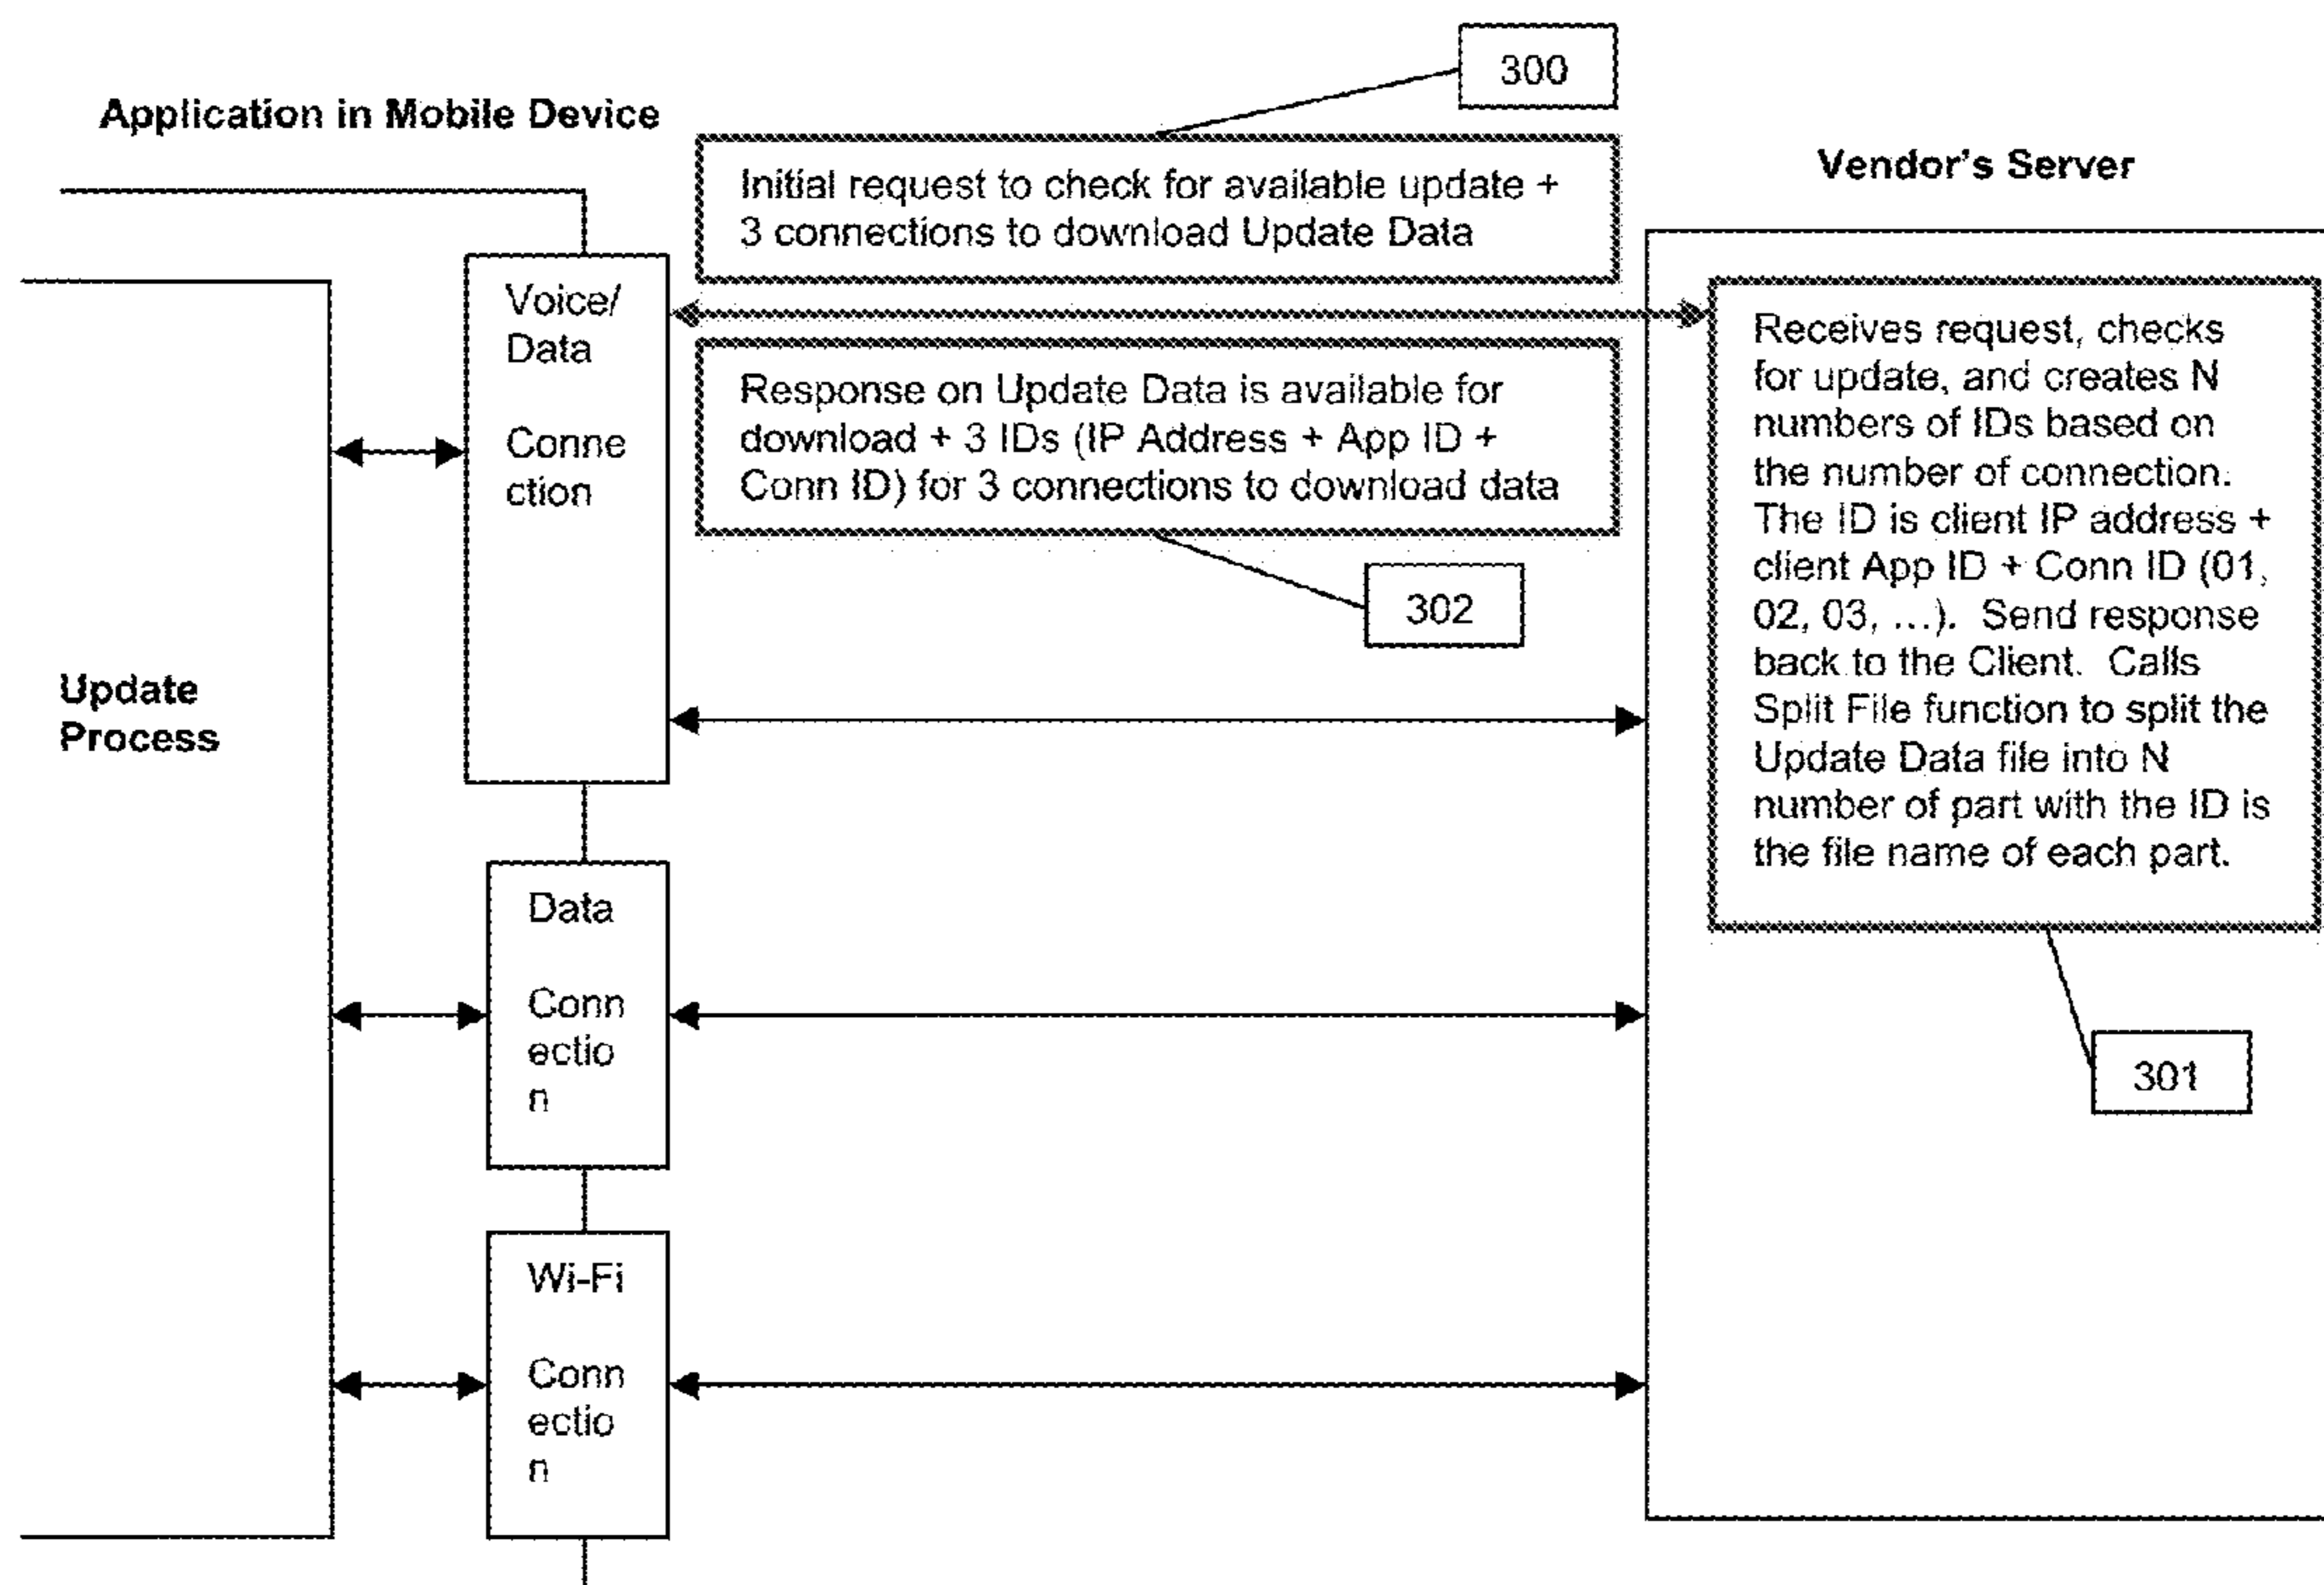 300
Application in Mobile Device
Vendor's Server
Initial request to check for available update +
3 connections to download Update Data
Voice/
Data
Conne
ction
Response on Update Data is available for
download + 3 IDs (IP Address + App ID +
Conn ID) for 3 connections to download data
302
Receives request, checks
for update, and creates N
numbers of IDs based on
the number of connection.
The ID is client IP address +
client App ID + Conn ID (01,
02, 03, ...). Send response
back to the Client. Calls
Split File function to split the
Update Data file into N
number of part with the ID is
the file name of each part.
301
Update
Process
Data
Conn
ectio
n
Wi-Fi
Conn
ectio
n